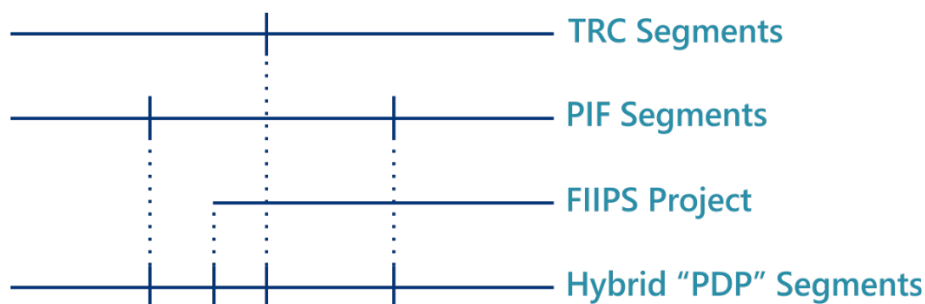 TRC Segments
PIF Segments
FIIPS Project
Hybrid “PDP” Segments